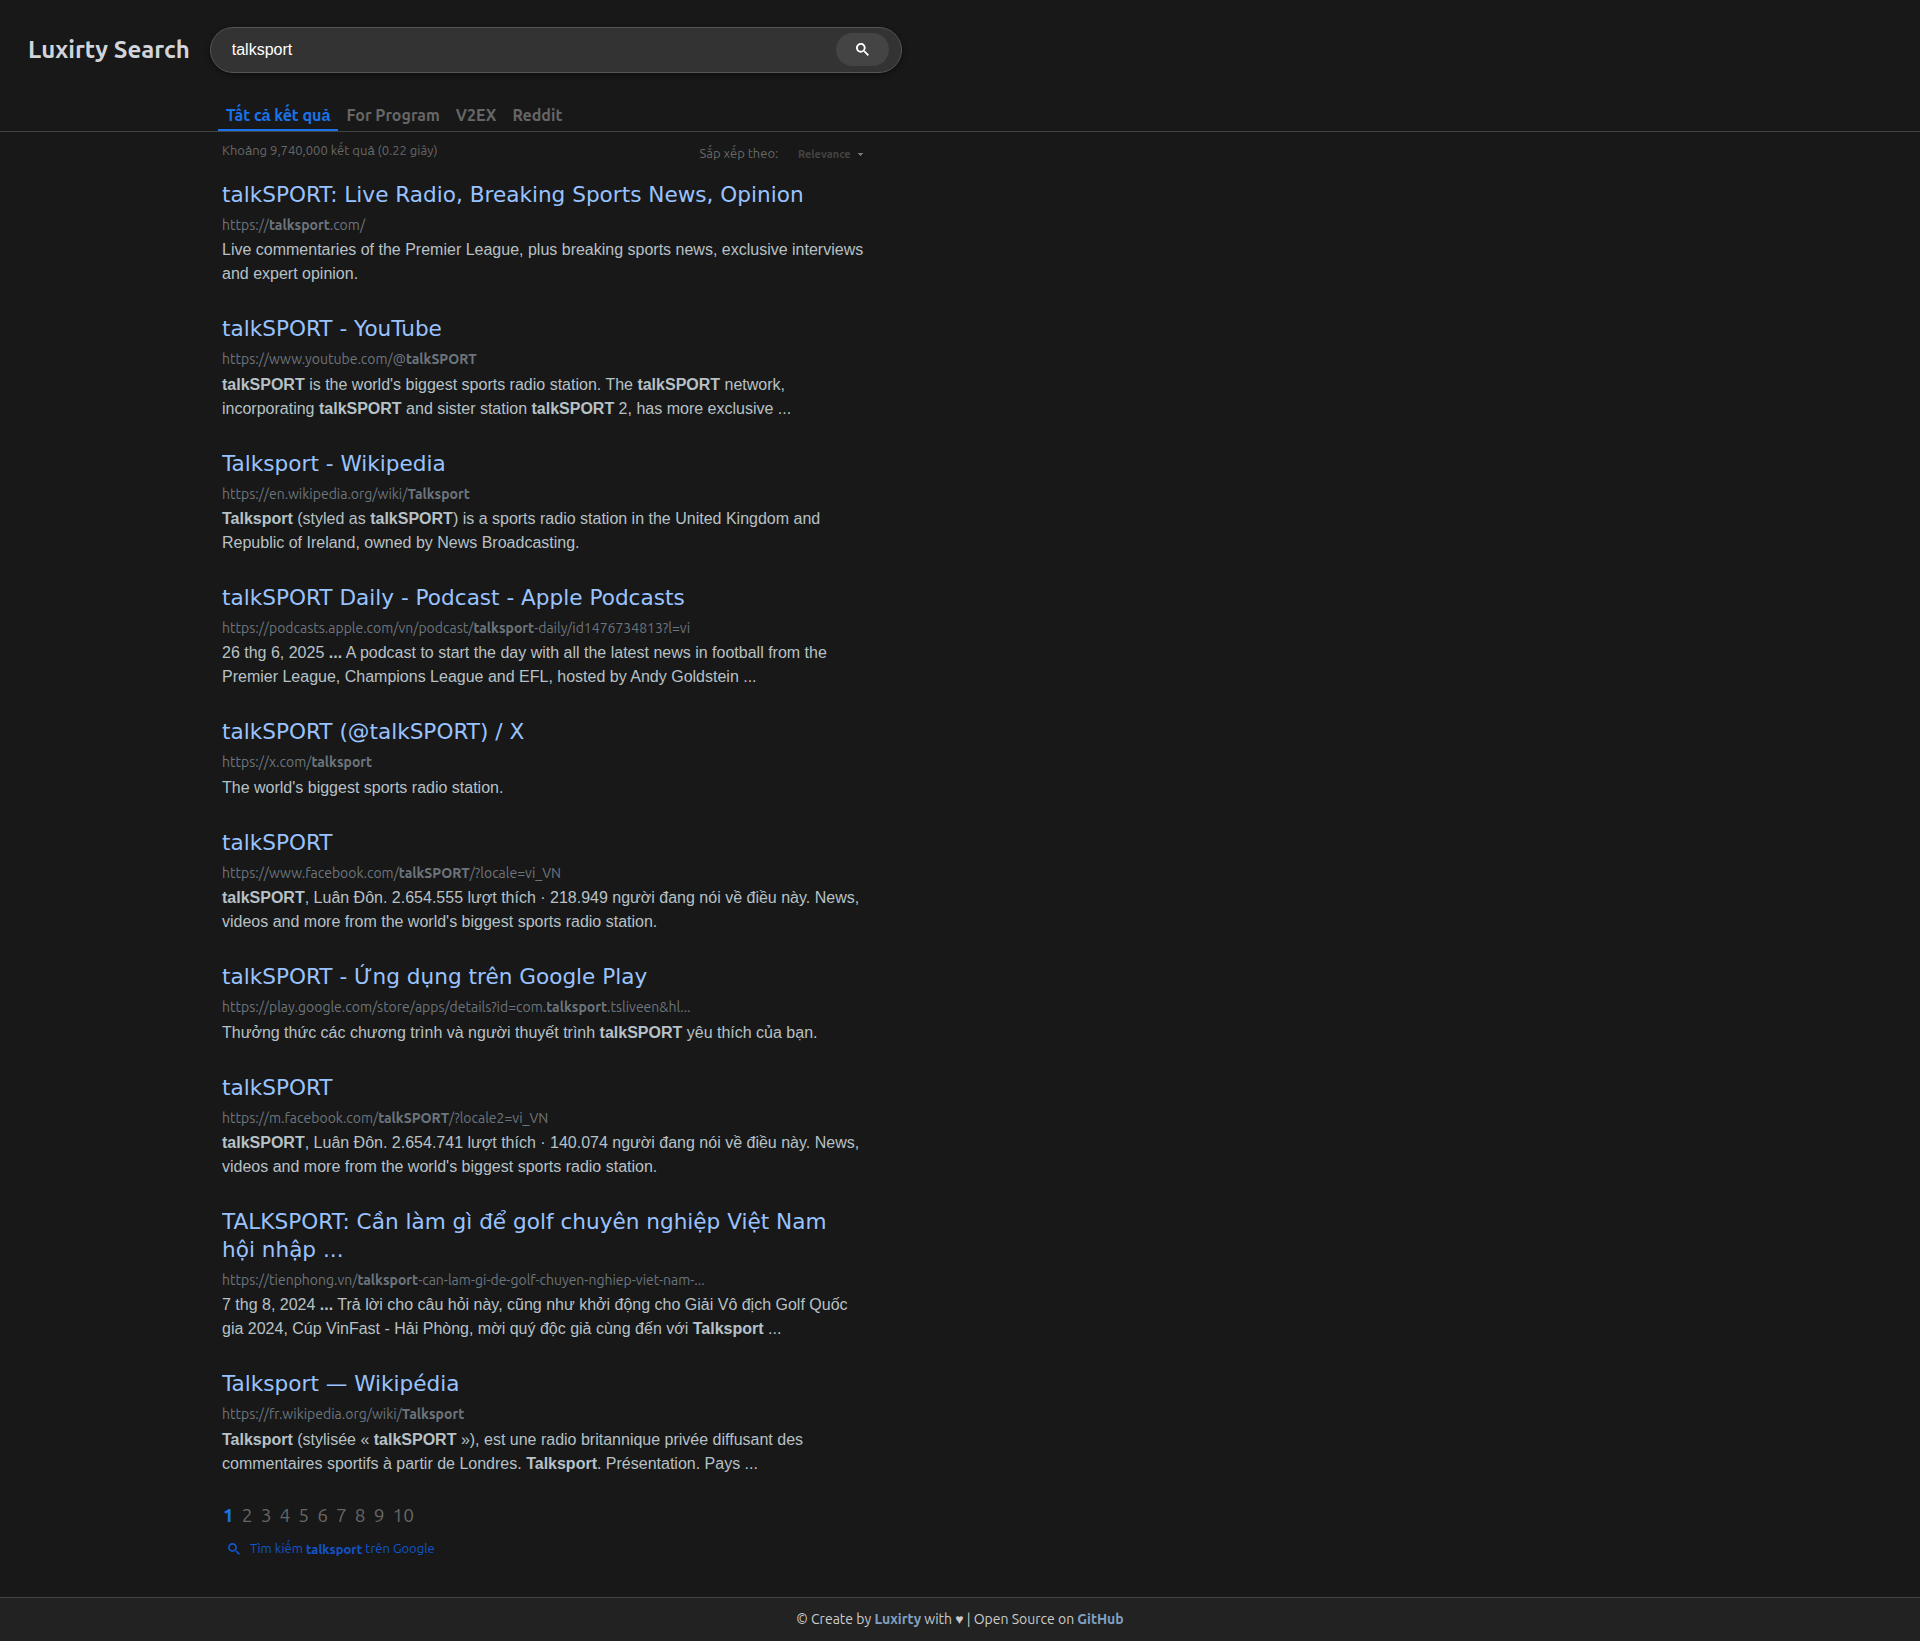 Luxirty Search
talksport
Tất cả kết quả For Program V2EX Reddit
Khoảng 9,740,000 kết quả (0.22 giây)
Sắp xếp theo: Relevance
talkSPORT: Live Radio, Breaking Sports News, Opinion
https://talksport.com/
Live commentaries of the Premier League, plus breaking sports news, exclusive interviews
and expert opinion.
talkSPORT - YouTube
https://www.youtube.com/@talkSPORT
talkSPORT is the world's biggest sports radio station. The talkSPORT network,
incorporating talkSPORT and sister station talkSPORT 2, has more exclusive ...
Talksport - Wikipedia
https://en.wikipedia.org/wiki/Talksport
Talksport (styled as talkSPORT) is a sports radio station in the United Kingdom and
Republic of Ireland, owned by News Broadcasting.
talkSPORT Daily - Podcast - Apple Podcasts
https://podcasts.apple.com/vn/podcast/talksport-daily/id1476734813?l=vi
26 thg 6, 2025 ... A podcast to start the day with all the latest news in football from the
Premier League, Champions League and EFL, hosted by Andy Goldstein ...
talkSPORT (@talkSPORT) / X
https://x.com/talksport
The world's biggest sports radio station.
talkSPORT
https://www.facebook.com/talkSPORT/?locale=vi_VN
talkSPORT, Luân Đôn. 2.654.555 lượt thích · 218.949 người đang nói về điều này. News,
videos and more from the world's biggest sports radio station.
talkSPORT - Ứng dụng trên Google Play
https://play.google.com/store/apps/details?id=com.talksport.tsliveen&hl...
Thưởng thức các chương trình và người thuyết trình talkSPORT yêu thích của bạn.
talkSPORT
https://m.facebook.com/talkSPORT/?locale2=vi_VN
talkSPORT, Luân Đôn. 2.654.741 lượt thích · 140.074 người đang nói về điều này. News,
videos and more from the world's biggest sports radio station.
TALKSPORT: Cần làm gì để golf chuyên nghiệp Việt Nam
hội nhập ...
https://tienphong.vn/talksport-can-lam-gi-de-golf-chuyen-nghiep-viet-nam-...
7 thg 8, 2024 ... Trả lời cho câu hỏi này, cũng như khởi động cho Giải Vô địch Golf Quốc
gia 2024, Cúp VinFast - Hải Phòng, mời quý độc giả cùng đến với Talksport ...
Talksport — Wikipédia
https://fr.wikipedia.org/wiki/Talksport
Talksport (stylisée « talkSPORT »), est une radio britannique privée diffusant des
commentaires sportifs à partir de Londres. Talksport. Présentation. Pays ...
1 2 3 4 5 6 7 8 9 10
Tìm kiếm talksport trên Google
© Create by Luxirty with ♥ | Open Source on GitHub